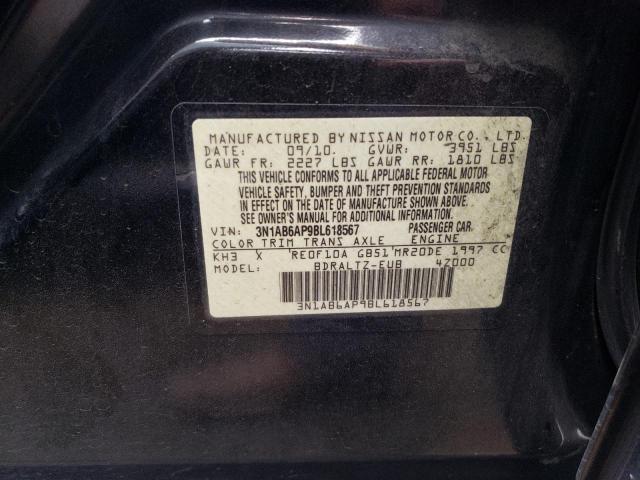 MANUFACTURED BY NISSAN MOTOR CO., LTD.
DATE: 09/10. GVWR: 3951 LBS
GAWR FR: 2227 LBS GAWR RR: 1810 LBS
THIS VEHICLE CONFORMS TO ALL APPLICABLE FEDERAL MOTOR
VEHICLE SAFETY, BUMPER AND THEFT PREVENTION STANDARDS
IN EFFECT ON THE DATE OF MANUFACTURE SHOWN ABOVE.
SEE OWNER'S MANUAL FOR ADDITIONAL INFORMATION.
VIN: 3N1AB6AP9BL618567 PASSENGER CAR.
COLOR TRIM TRANS AXLE ENGINE
KH3 X RE0F10A GB51 MR20DE 1997 CC
MODEL: BDRALTZ-EUB 4Z000
3N1AB6AP9BL618567